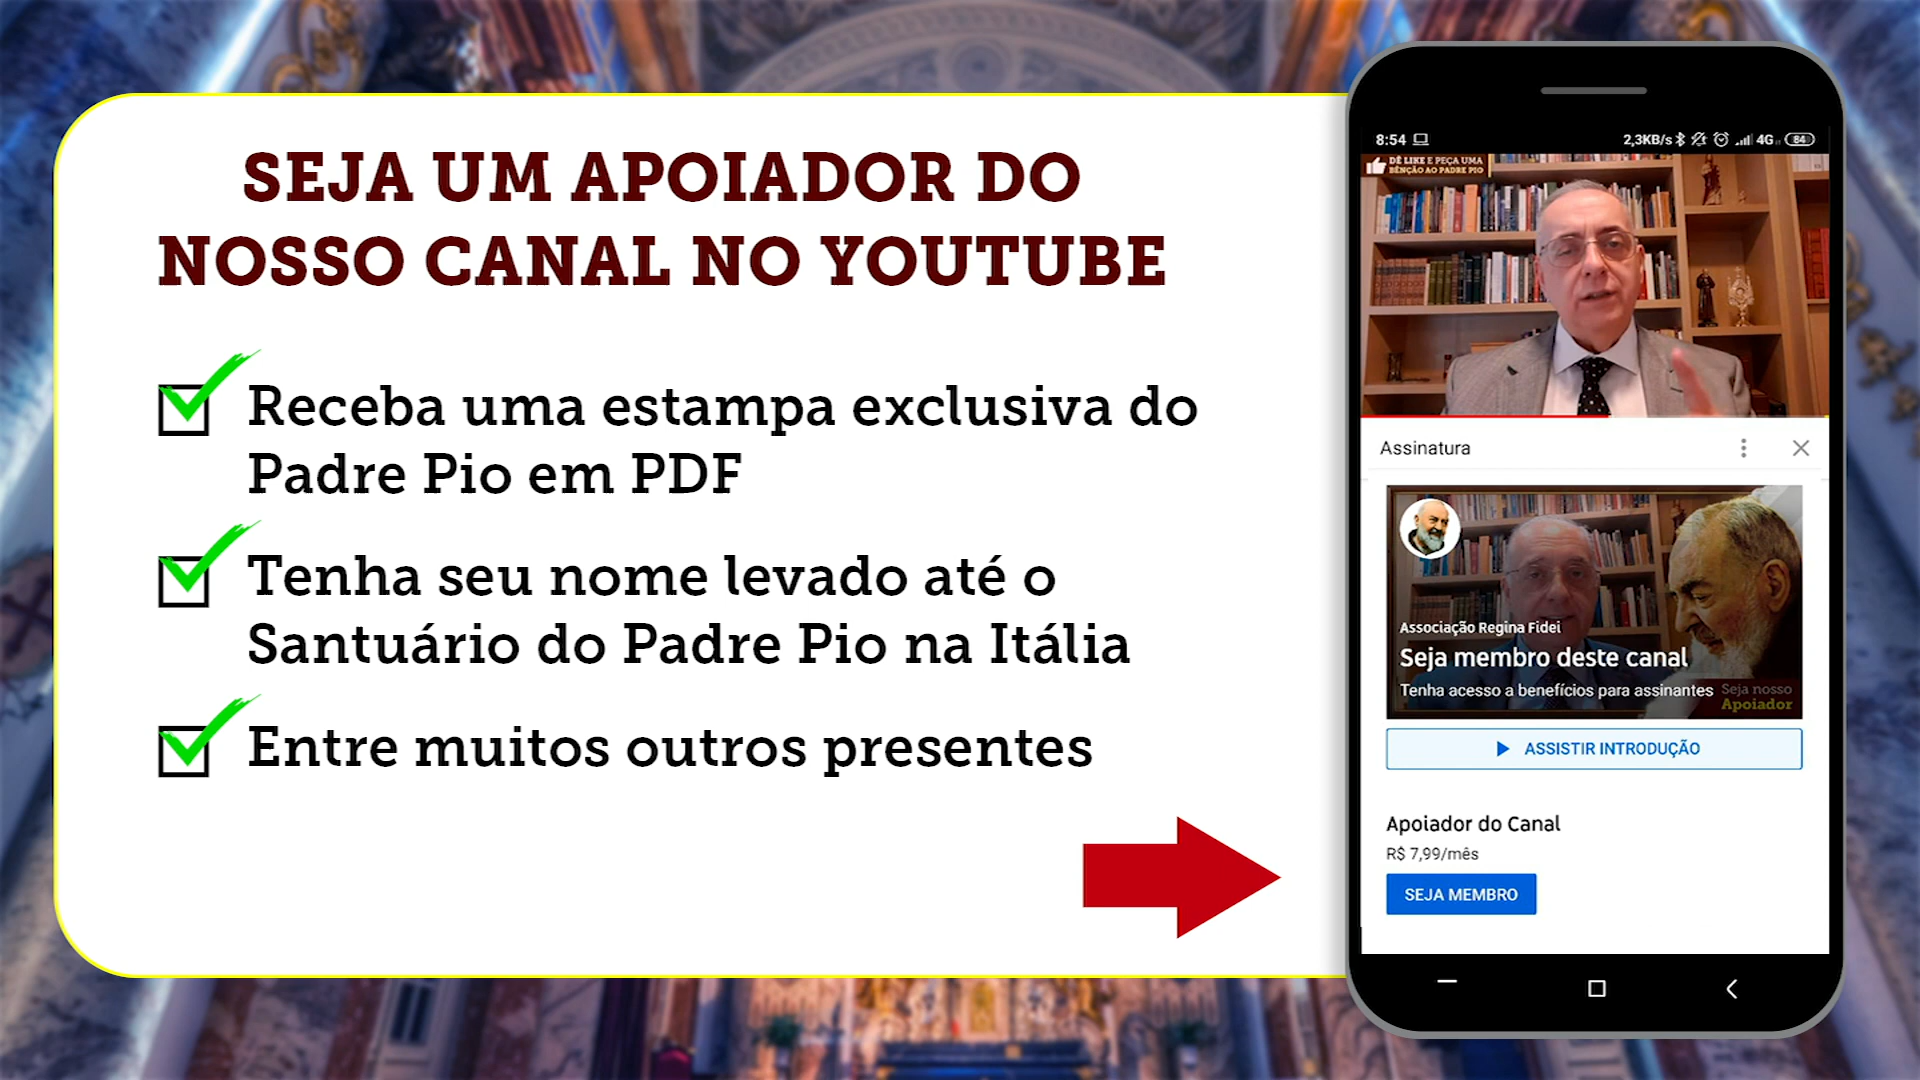 SEJA UM APOIADOR DO
NOSSO CANAL NO YOUTUBE
Receba uma estampa exclusiva do
Padre Pio em PDF
Tenha seu nome levado até o
Santuário do Padre Pio na Itália
Entre muitos outros presentes
8:54
2,3KB/s 4G 84
DÊ LIKE E PEÇA UMA
BÊNÇÃO AO PADRE PIO
Assinatura
Associação Regina Fidei
Seja membro deste canal
Tenha acesso a benefícios para assinantes
Seja nosso
Apoiador
ASSISTIR INTRODUÇÃO
Apoiador do Canal
R$ 7,99/mês
SEJA MEMBRO